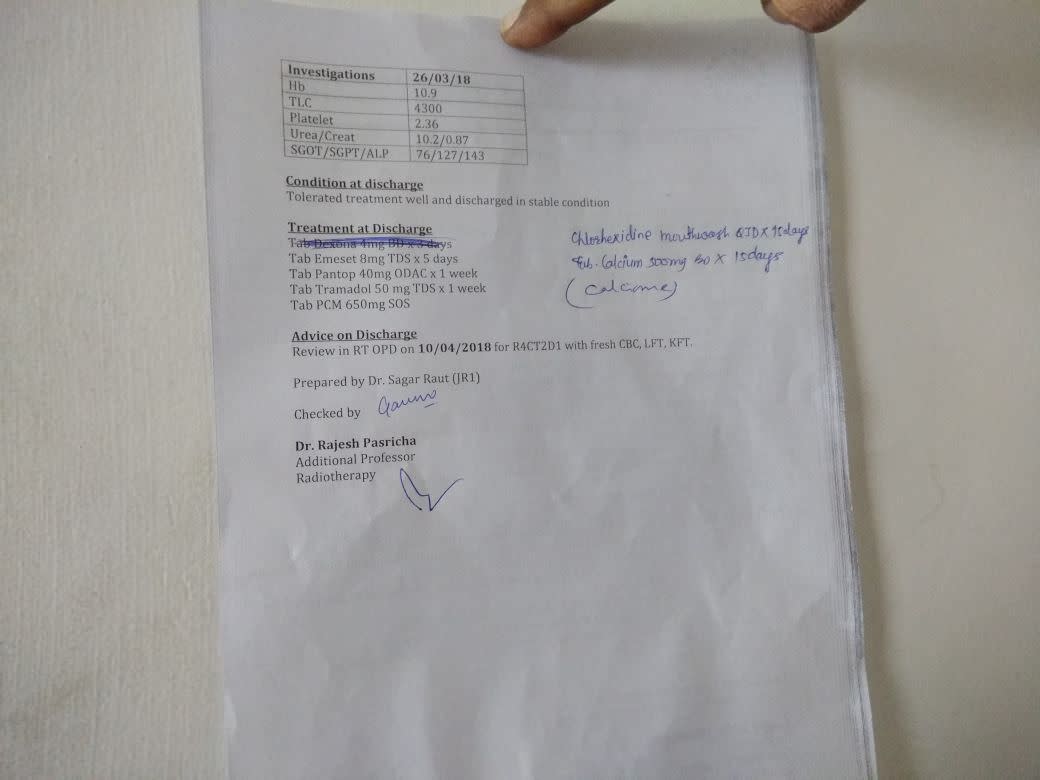 Investigations 26/03/18
Hb 10.9
TLC 4300
Platelet 2.36
Urea/Creat 10.2/0.87
SGOT/SGPT/ALP 76/127/143
Condition at discharge
Tolerated treatment well and discharged in stable condition
Treatment at Discharge
Tab Dexona 4mg BD x 3 days
Tab Emeset 8mg TDS x 5 days
Tab Pantop 40mg ODAC x 1 week
Tab Tramadol 50 mg TDS x 1 week
Tab PCM 650mg SOS
Chlorhexidine mouthwash QID X 15days
Tab. Calcium 500mg BD X 15days
Advice on Discharge
Review in RT OPD on 10/04/2018 for R4CT2D1 with fresh CBC, LFT, KFT.
Prepared by Dr. Sagar Raut (JR1)
Checked by
Dr. Rajesh Pasricha
Additional Professor
Radiotherapy